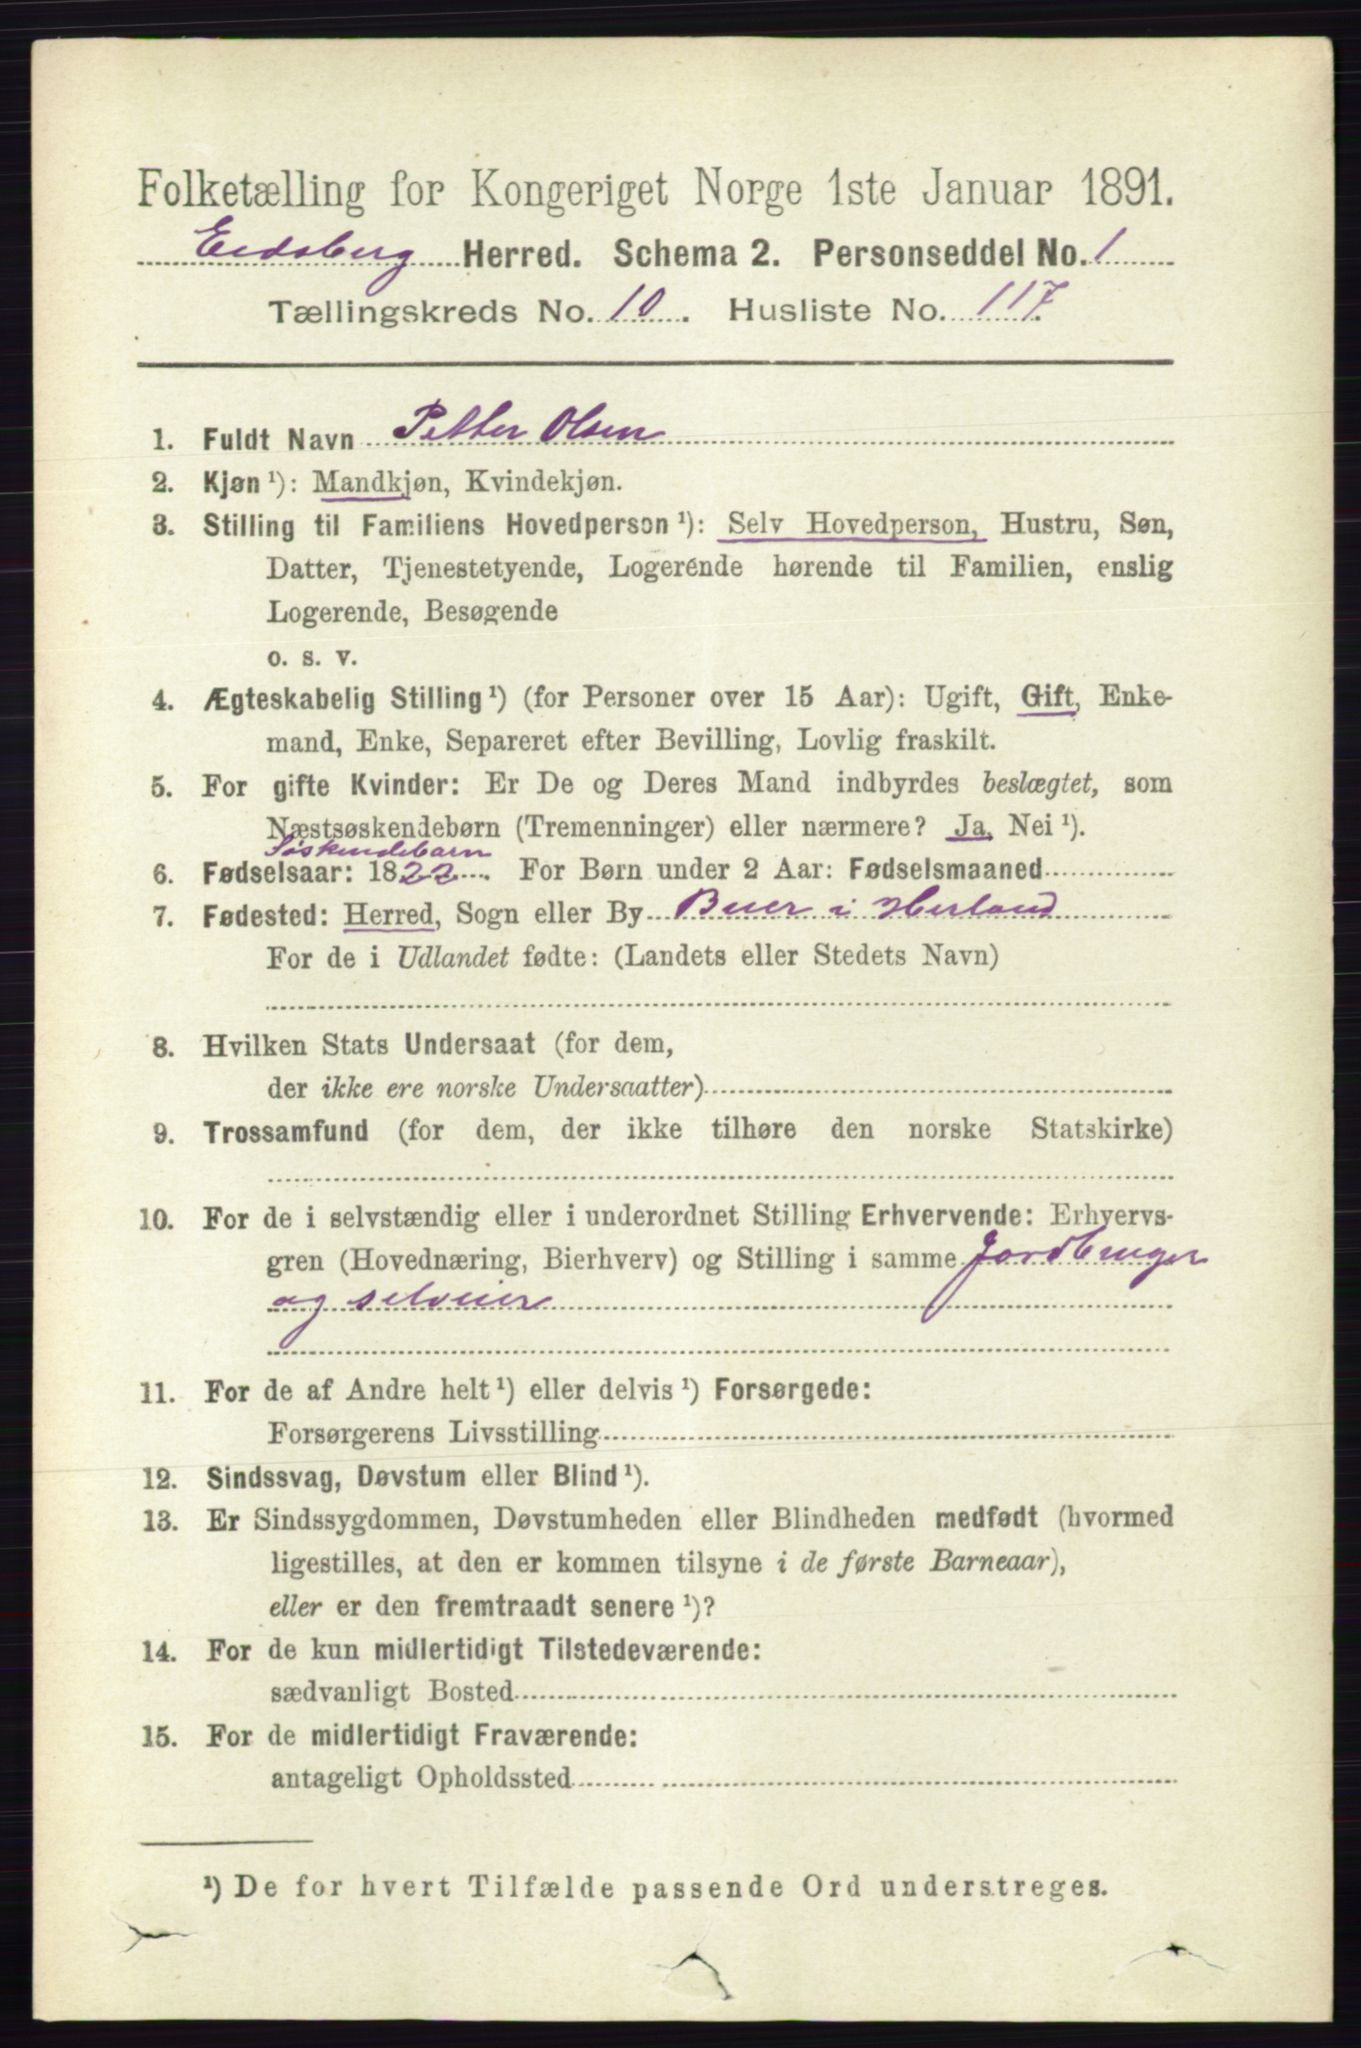 Folketælling for Kongeriget Norge 1ste Januar 1891.
Eidsberg Herred. Schema 2. Personseddel No. 1
Tællingskreds No. 10. Husliste No. 117.
1. Fuldt Navn Petter Olsen
2. Kjøn ¹): Mandkjøn, Kvindekjøn.
3. Stilling til Familiens Hovedperson ¹): Selv Hovedperson, Hustru, Søn,
Datter, Tjenestetyende, Logerende hørende til Familien, enslig
Logerende, Besøgende
o. s. v.
4. Ægteskabelig Stilling ¹) (for Personer over 15 Aar): Ugift, Gift, Enke-
mand, Enke, Separeret efter Bevilling, Lovlig fraskilt.
5. For gifte Kvinder: Er De og Deres Mand indbyrdes beslægtet, som
Næstsøskendebørn (Tremenninger) eller nærmere? Ja, Nei ¹).
Søskendebarn
6. Fødselsaar: 1822. For Børn under 2 Aar: Fødselsmaaned
7. Fødested: Herred, Sogn eller By Buer i Herland
For de i Udlandet fødte: (Landets eller Stedets Navn)
8. Hvilken Stats Undersaat (for dem,
der ikke ere norske Undersaatter)
9. Trossamfund (for dem, der ikke tilhøre den norske Statskirke)
10. For de i selvstændig eller i underordnet Stilling Erhvervende: Erhvervs-
gren (Hovednæring, Bierhverv) og Stilling i samme Jordbruger
og selveier
11. For de af Andre helt ¹) eller delvis ¹) Forsørgede:
Forsørgerens Livsstilling
12. Sindssvag, Døvstum eller Blind ¹).
13. Er Sindssygdommen, Døvstumheden eller Blindheden medfødt (hvormed
ligestilles, at den er kommen tilsyne i de første Barneaar),
eller er den fremtraadt senere ¹)?
14. For de kun midlertidigt Tilstedeværende:
sædvanligt Bosted
15. For de midlertidigt Fraværende:
antageligt Opholdssted
¹) De for hvert Tilfælde passende Ord understreges.